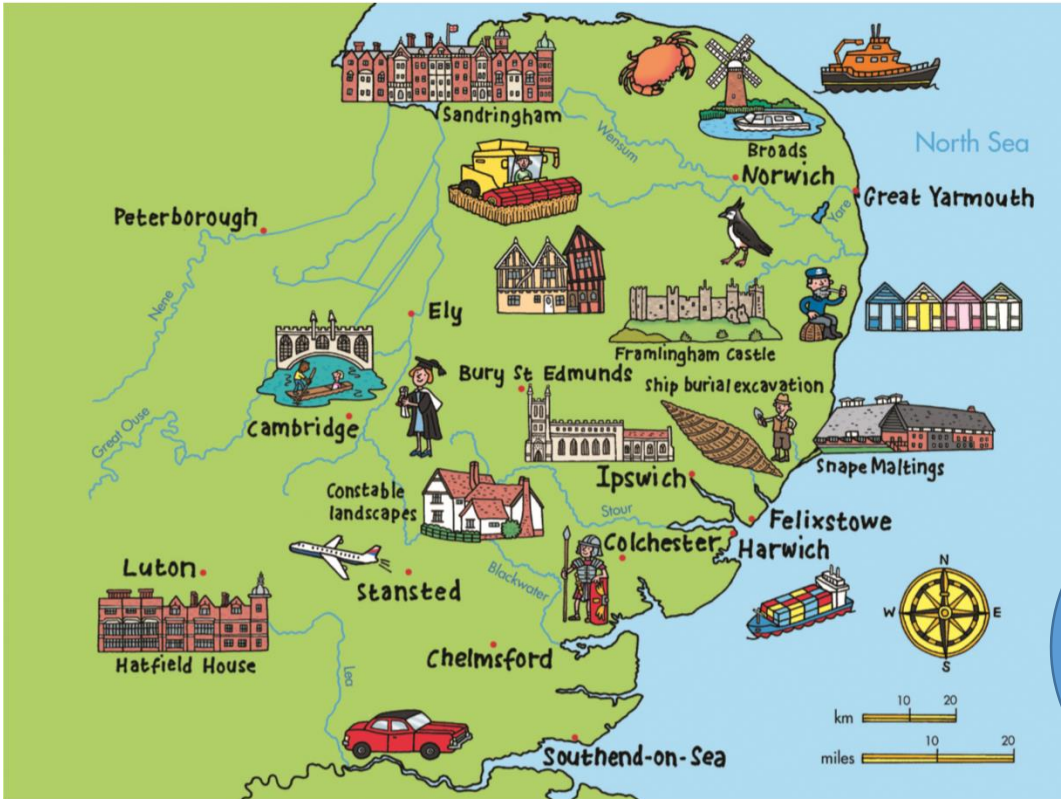 Sandringham
Wensum
Broads
North Sea
Norwich
Great Yarmouth
Yare
Peterborough
Nene
Ely
Framlingham Castle
Bury St Edmunds
Ship burial excavation
Great Ouse
Cambridge
Snape Maltings
Ipswich
Constable
landscapes
Stour
Felixstowe
Colchester
Harwich
Luton
Stansted
Blackwater
N
W
E
S
Hatfield House
Chelmsford
Lea
km
10
20
miles
10
20
Southend-on-Sea